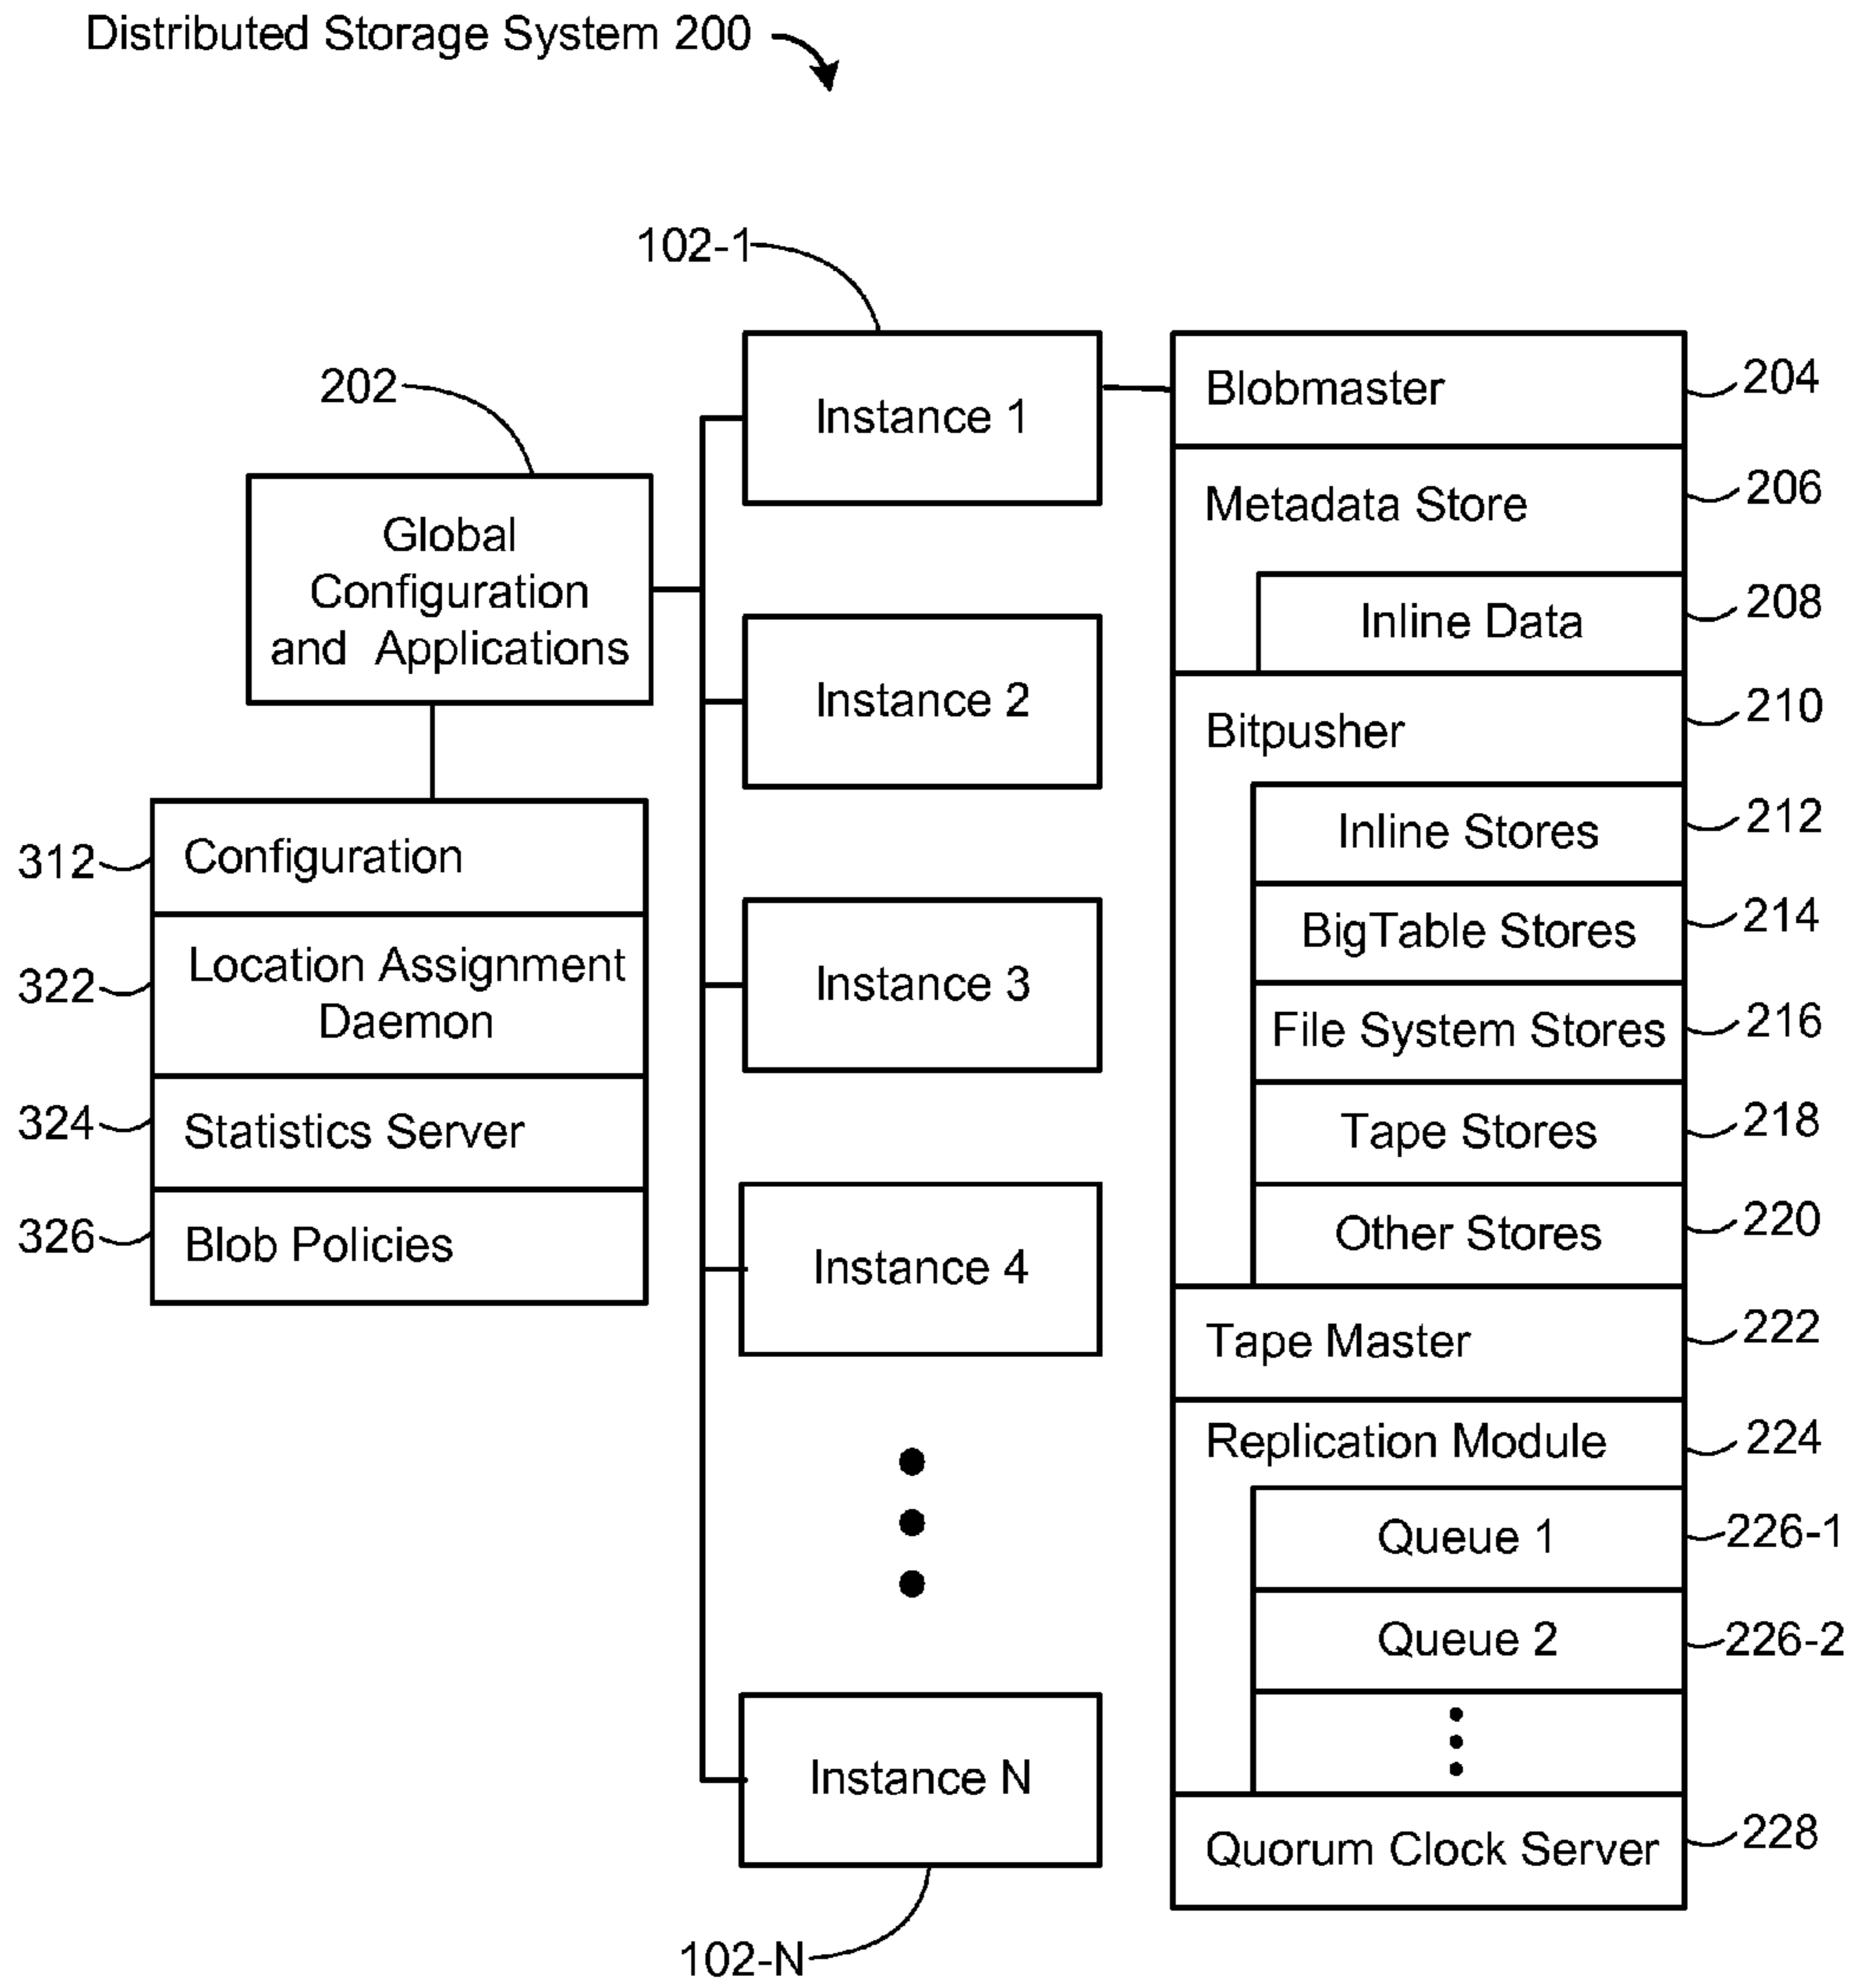 Distributed Storage System 200
102-1
202
Global
Configuration
and Applications
312
Configuration
322
Location Assignment
Daemon
324
Statistics Server
326
Blob Policies
Instance 1
Instance 2
Instance 3
Instance 4
Instance N
102-N
Blobmaster
204
Metadata Store
206
Inline Data
208
Bitpusher
210
Inline Stores
212
BigTable Stores
214
File System Stores
216
Tape Stores
218
Other Stores
220
Tape Master
222
Replication Module
224
Queue 1
226-1
Queue 2
226-2
Quorum Clock Server
228